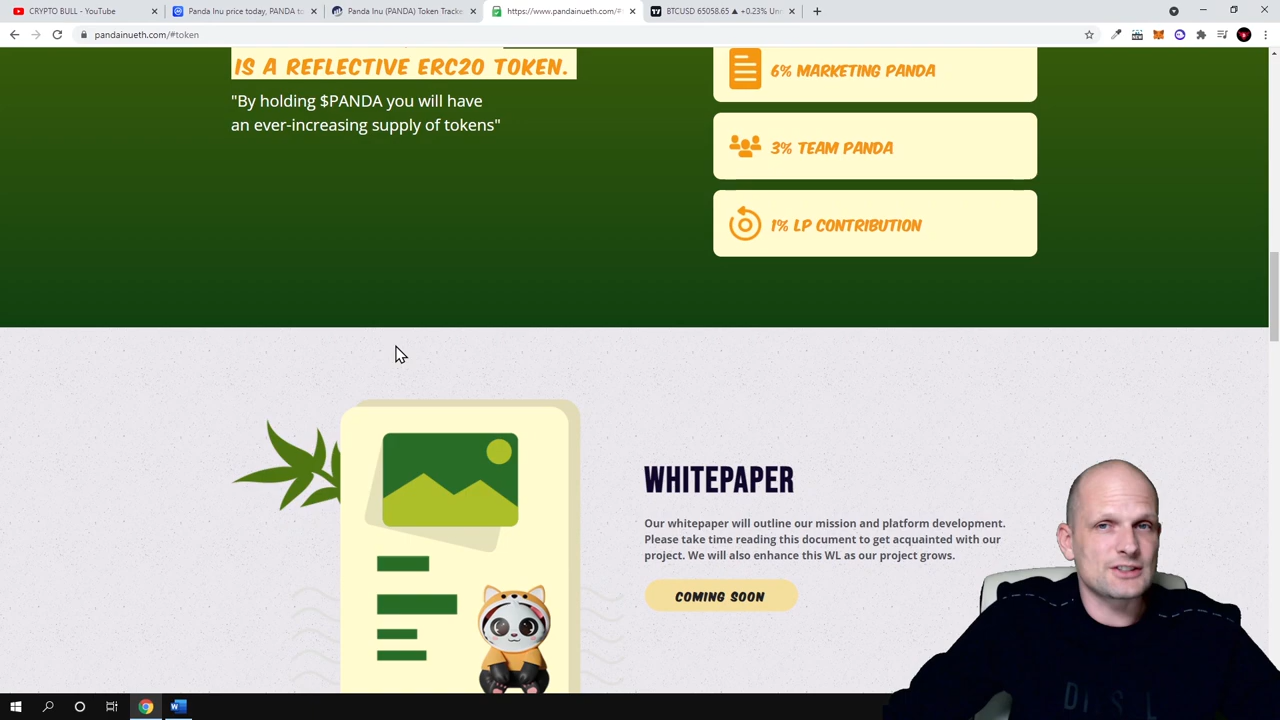 CRYPTO BULL - YouTube
Panda Inu price today, PANDA to
Panda Inu (PANDA) Token Tracke
https://www.pandainueth.com/#
BTCUSD 65058.65 ▲ +0.23% Un
pandainueth.com/#token
IS A REFLECTIVE ERC20 TOKEN.
"By holding $PANDA you will have
an ever-increasing supply of tokens"
6% MARKETING PANDA
3% TEAM PANDA
1% LP CONTRIBUTION
WHITEPAPER
Our whitepaper will outline our mission and platform development.
Please take time reading this document to get acquainted with our
project. We will also enhance this WL as our project grows.
COMING SOON